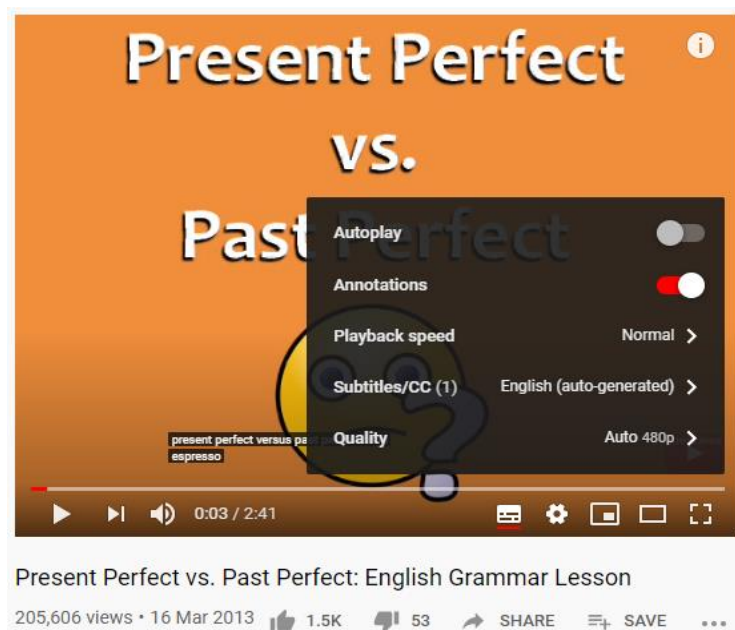 Present Perfect
vs.
Past Perfect
Autoplay
Annotations
Playback speed Normal
Subtitles/CC (1) English (auto-generated)
Quality Auto 480p
present perfect versus
espresso
0:03 / 2:41
Present Perfect vs. Past Perfect: English Grammar Lesson
205,606 views • 16 Mar 2013 1.5K 53 SHARE SAVE